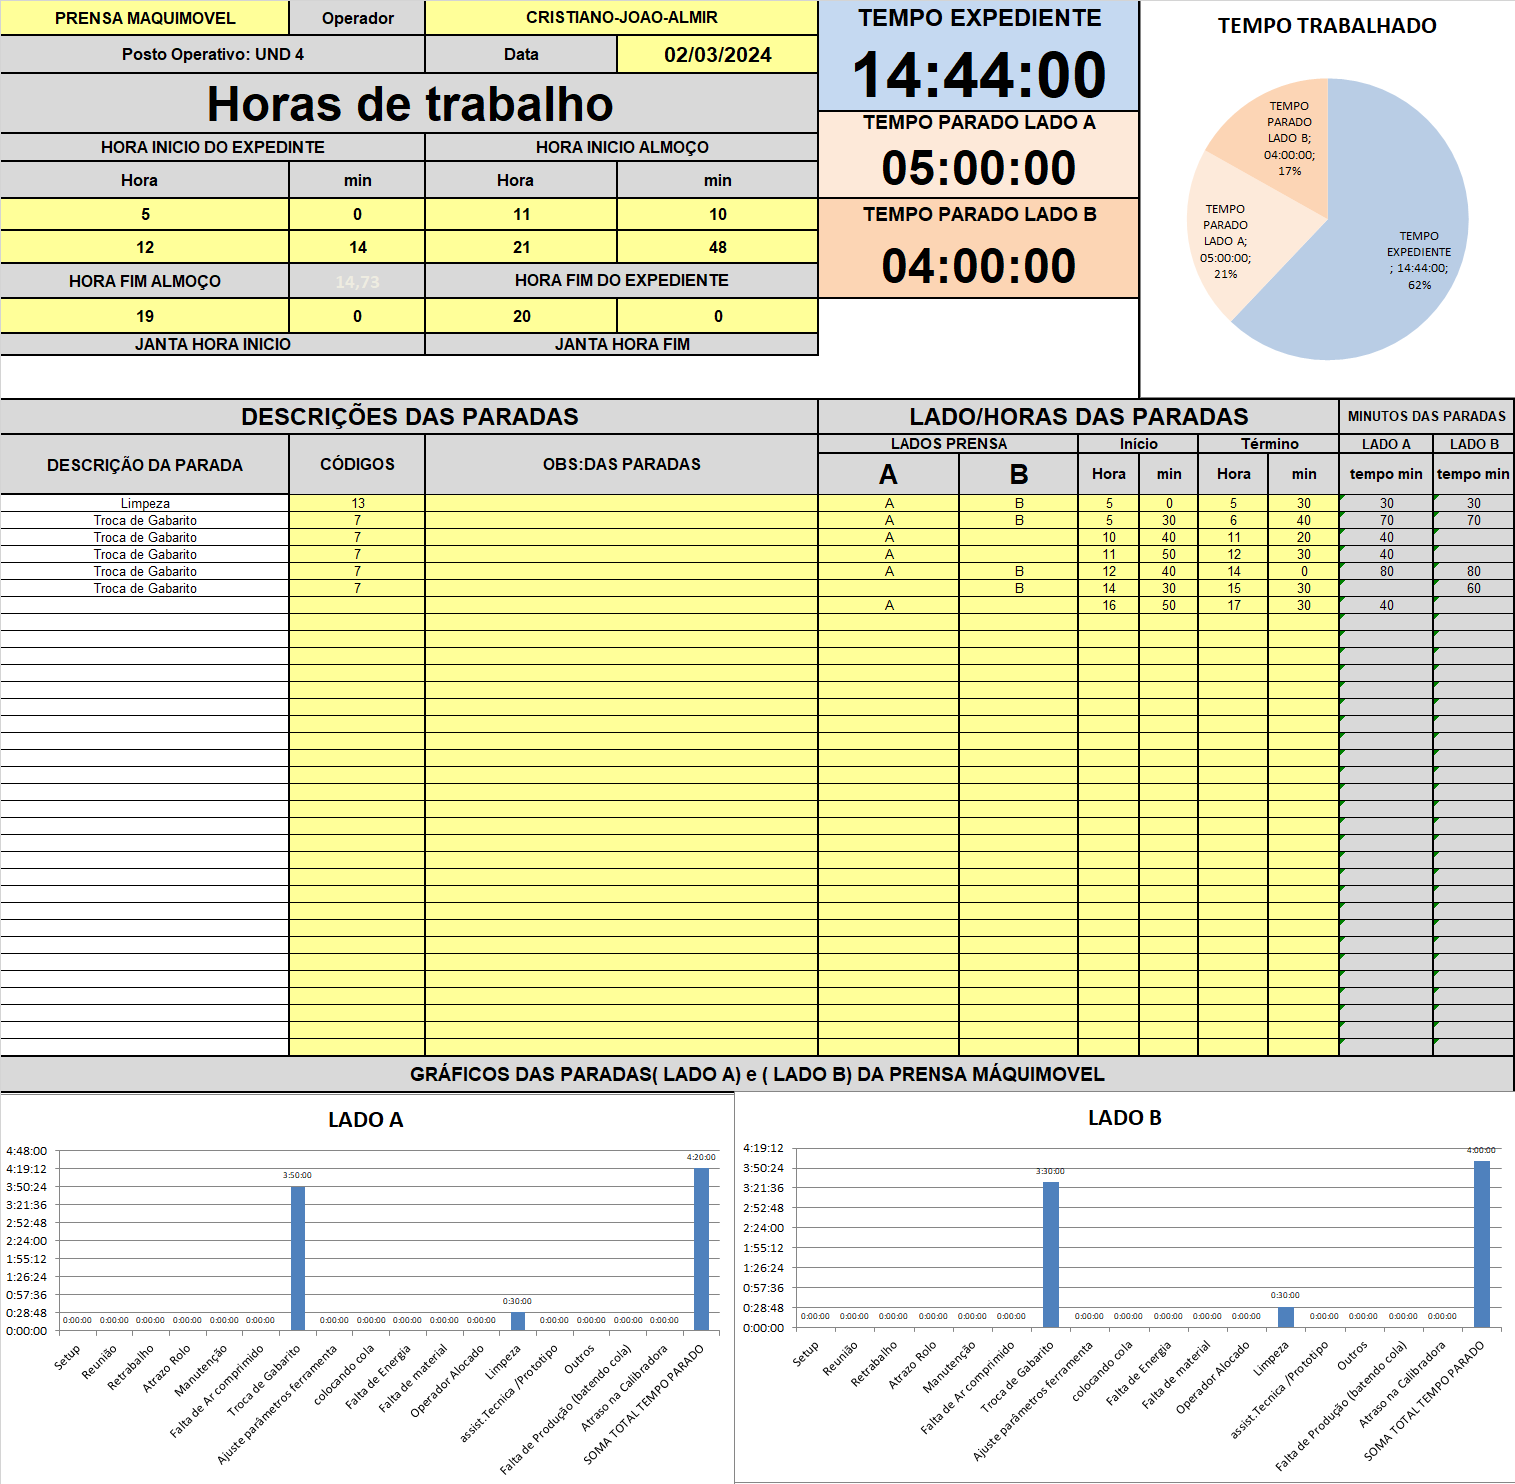 PRENSA MAQUIMOVEL Operador CRISTIANO-JOAO-ALMIR
Posto Operativo: UND 4 Data 02/03/2024
Horas de trabalho
HORA INICIO DO EXPEDINTE HORA INICIO ALMOÇO
Hora min Hora min
5 0 11 10
12 14 21 48
HORA FIM ALMOÇO 14,73 HORA FIM DO EXPEDIENTE
19 0 20 0
JANTA HORA INICIO JANTA HORA FIM
TEMPO EXPEDIENTE
14:44:00
TEMPO PARADO LADO A
05:00:00
TEMPO PARADO LADO B
04:00:00
TEMPO TRABALHADO
TEMPO
PARADO
LADO B;
04:00:00;
17%
TEMPO
PARADO
LADO A;
05:00:00;
21%
TEMPO
EXPEDIENTE
; 14:44:00;
62%
DESCRIÇÕES DAS PARADAS LADO/HORAS DAS PARADAS MINUTOS DAS PARADAS
DESCRIÇÃO DA PARADA CÓDIGOS OBS:DAS PARADAS LADOS PRENSA Início Término LADO A LADO B
A B Hora min Hora min tempo min tempo min
Limpeza 13 A B 5 0 5 30 30 30
Troca de Gabarito 7 A B 5 30 6 40 70 70
Troca de Gabarito 7 A 10 40 11 20 40
Troca de Gabarito 7 A 11 50 12 30 40
Troca de Gabarito 7 A B 12 40 14 0 80 80
Troca de Gabarito 7 B 14 30 15 30 60
A 16 50 17 30 40
GRÁFICOS DAS PARADAS( LADO A) e ( LADO B) DA PRENSA MÁQUIMOVEL
LADO A
4:48:00
4:19:12
3:50:24
3:21:36
2:52:48
2:24:00
1:55:12
1:26:24
0:57:36
0:28:48
0:00:00
0:00:00 0:00:00 0:00:00 0:00:00 0:00:00 0:00:00 3:50:00 0:00:00 0:00:00 0:00:00 0:00:00 0:00:00 0:30:00 0:00:00 0:00:00 0:00:00 0:00:00 4:20:00
Setup
Reunião
Retrabalho
Atrazo Rolo
Manutenção
Falta de Ar comprimido
Troca de Gabarito
Ajuste parâmetros ferramenta
colocando cola
Falta de Energia
Falta de material
Operador Alocado
Limpeza
assist.Tecnica /Prototipo
Outros
Falta de Produção (batendo cola)
Atraso na Calibradora
SOMA TOTAL TEMPO PARADO
LADO B
4:19:12
3:50:24
3:21:36
2:52:48
2:24:00
1:55:12
1:26:24
0:57:36
0:28:48
0:00:00
0:00:00 0:00:00 0:00:00 0:00:00 0:00:00 0:00:00 3:30:00 0:00:00 0:00:00 0:00:00 0:00:00 0:00:00 0:30:00 0:00:00 0:00:00 0:00:00 0:00:00 4:00:00
Setup
Reunião
Retrabalho
Atrazo Rolo
Manutenção
Falta de Ar comprimido
Troca de Gabarito
Ajuste parâmetros ferramenta
colocando cola
Falta de Energia
Falta de material
Operador Alocado
Limpeza
assist.Tecnica /Prototipo
Outros
Falta de Produção (batendo cola)
Atraso na Calibradora
SOMA TOTAL TEMPO PARADO